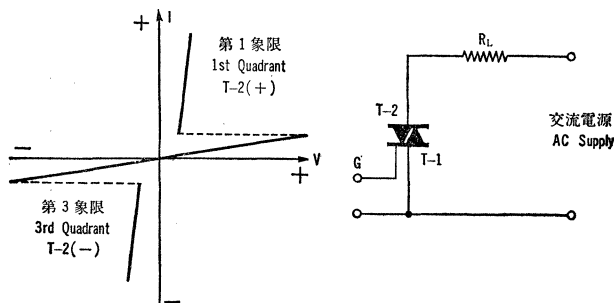 +
I
第1象限
1st Quadrant
T-2(+)
−
V
+
第3象限
3rd Quadrant
T-2(−)
−
RL
T-2
T-1
G
交流電源
AC Supply